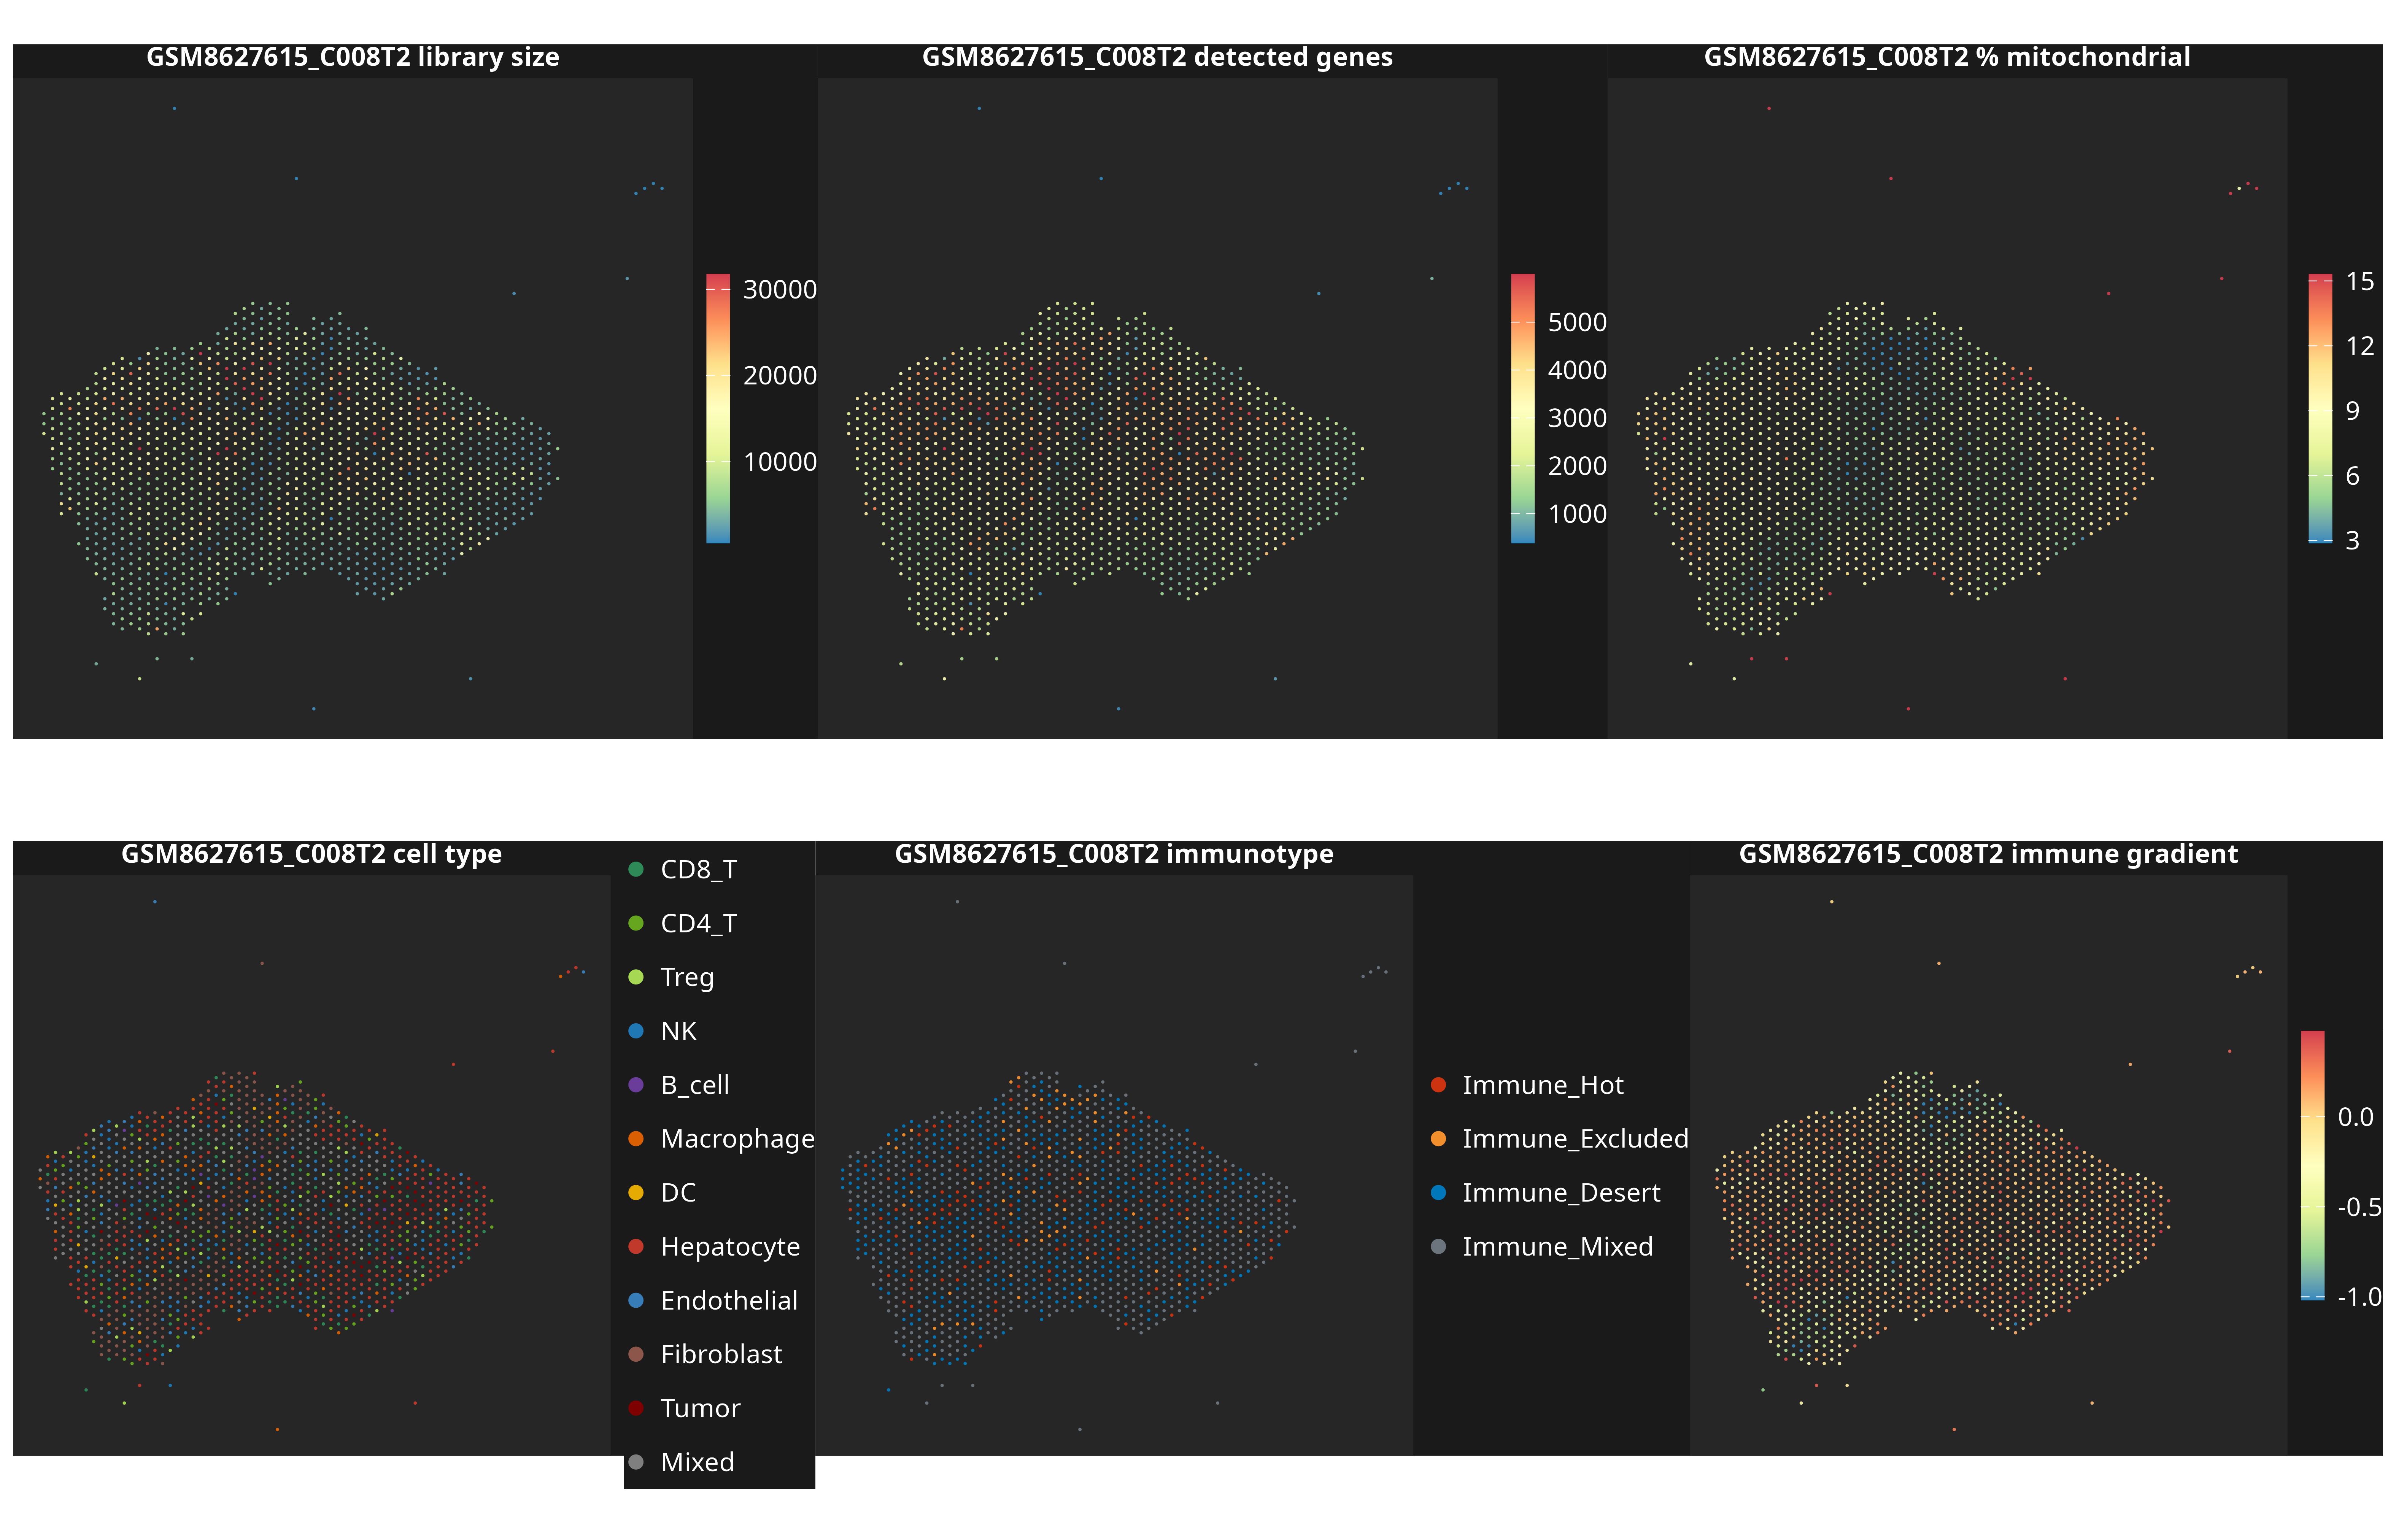 GSM8627615_C008T2 library size
30000
20000
10000
GSM8627615_C008T2 detected genes
5000
4000
3000
2000
1000
GSM8627615_C008T2 % mitochondrial
15
12
9
6
3
GSM8627615_C008T2 cell type
CD8_T
CD4_T
Treg
NK
B_cell
Macrophage
DC
Hepatocyte
Endothelial
Fibroblast
Tumor
Mixed
GSM8627615_C008T2 immunotype
Immune_Hot
Immune_Excluded
Immune_Desert
Immune_Mixed
GSM8627615_C008T2 immune gradient
0.0
-0.5
-1.0